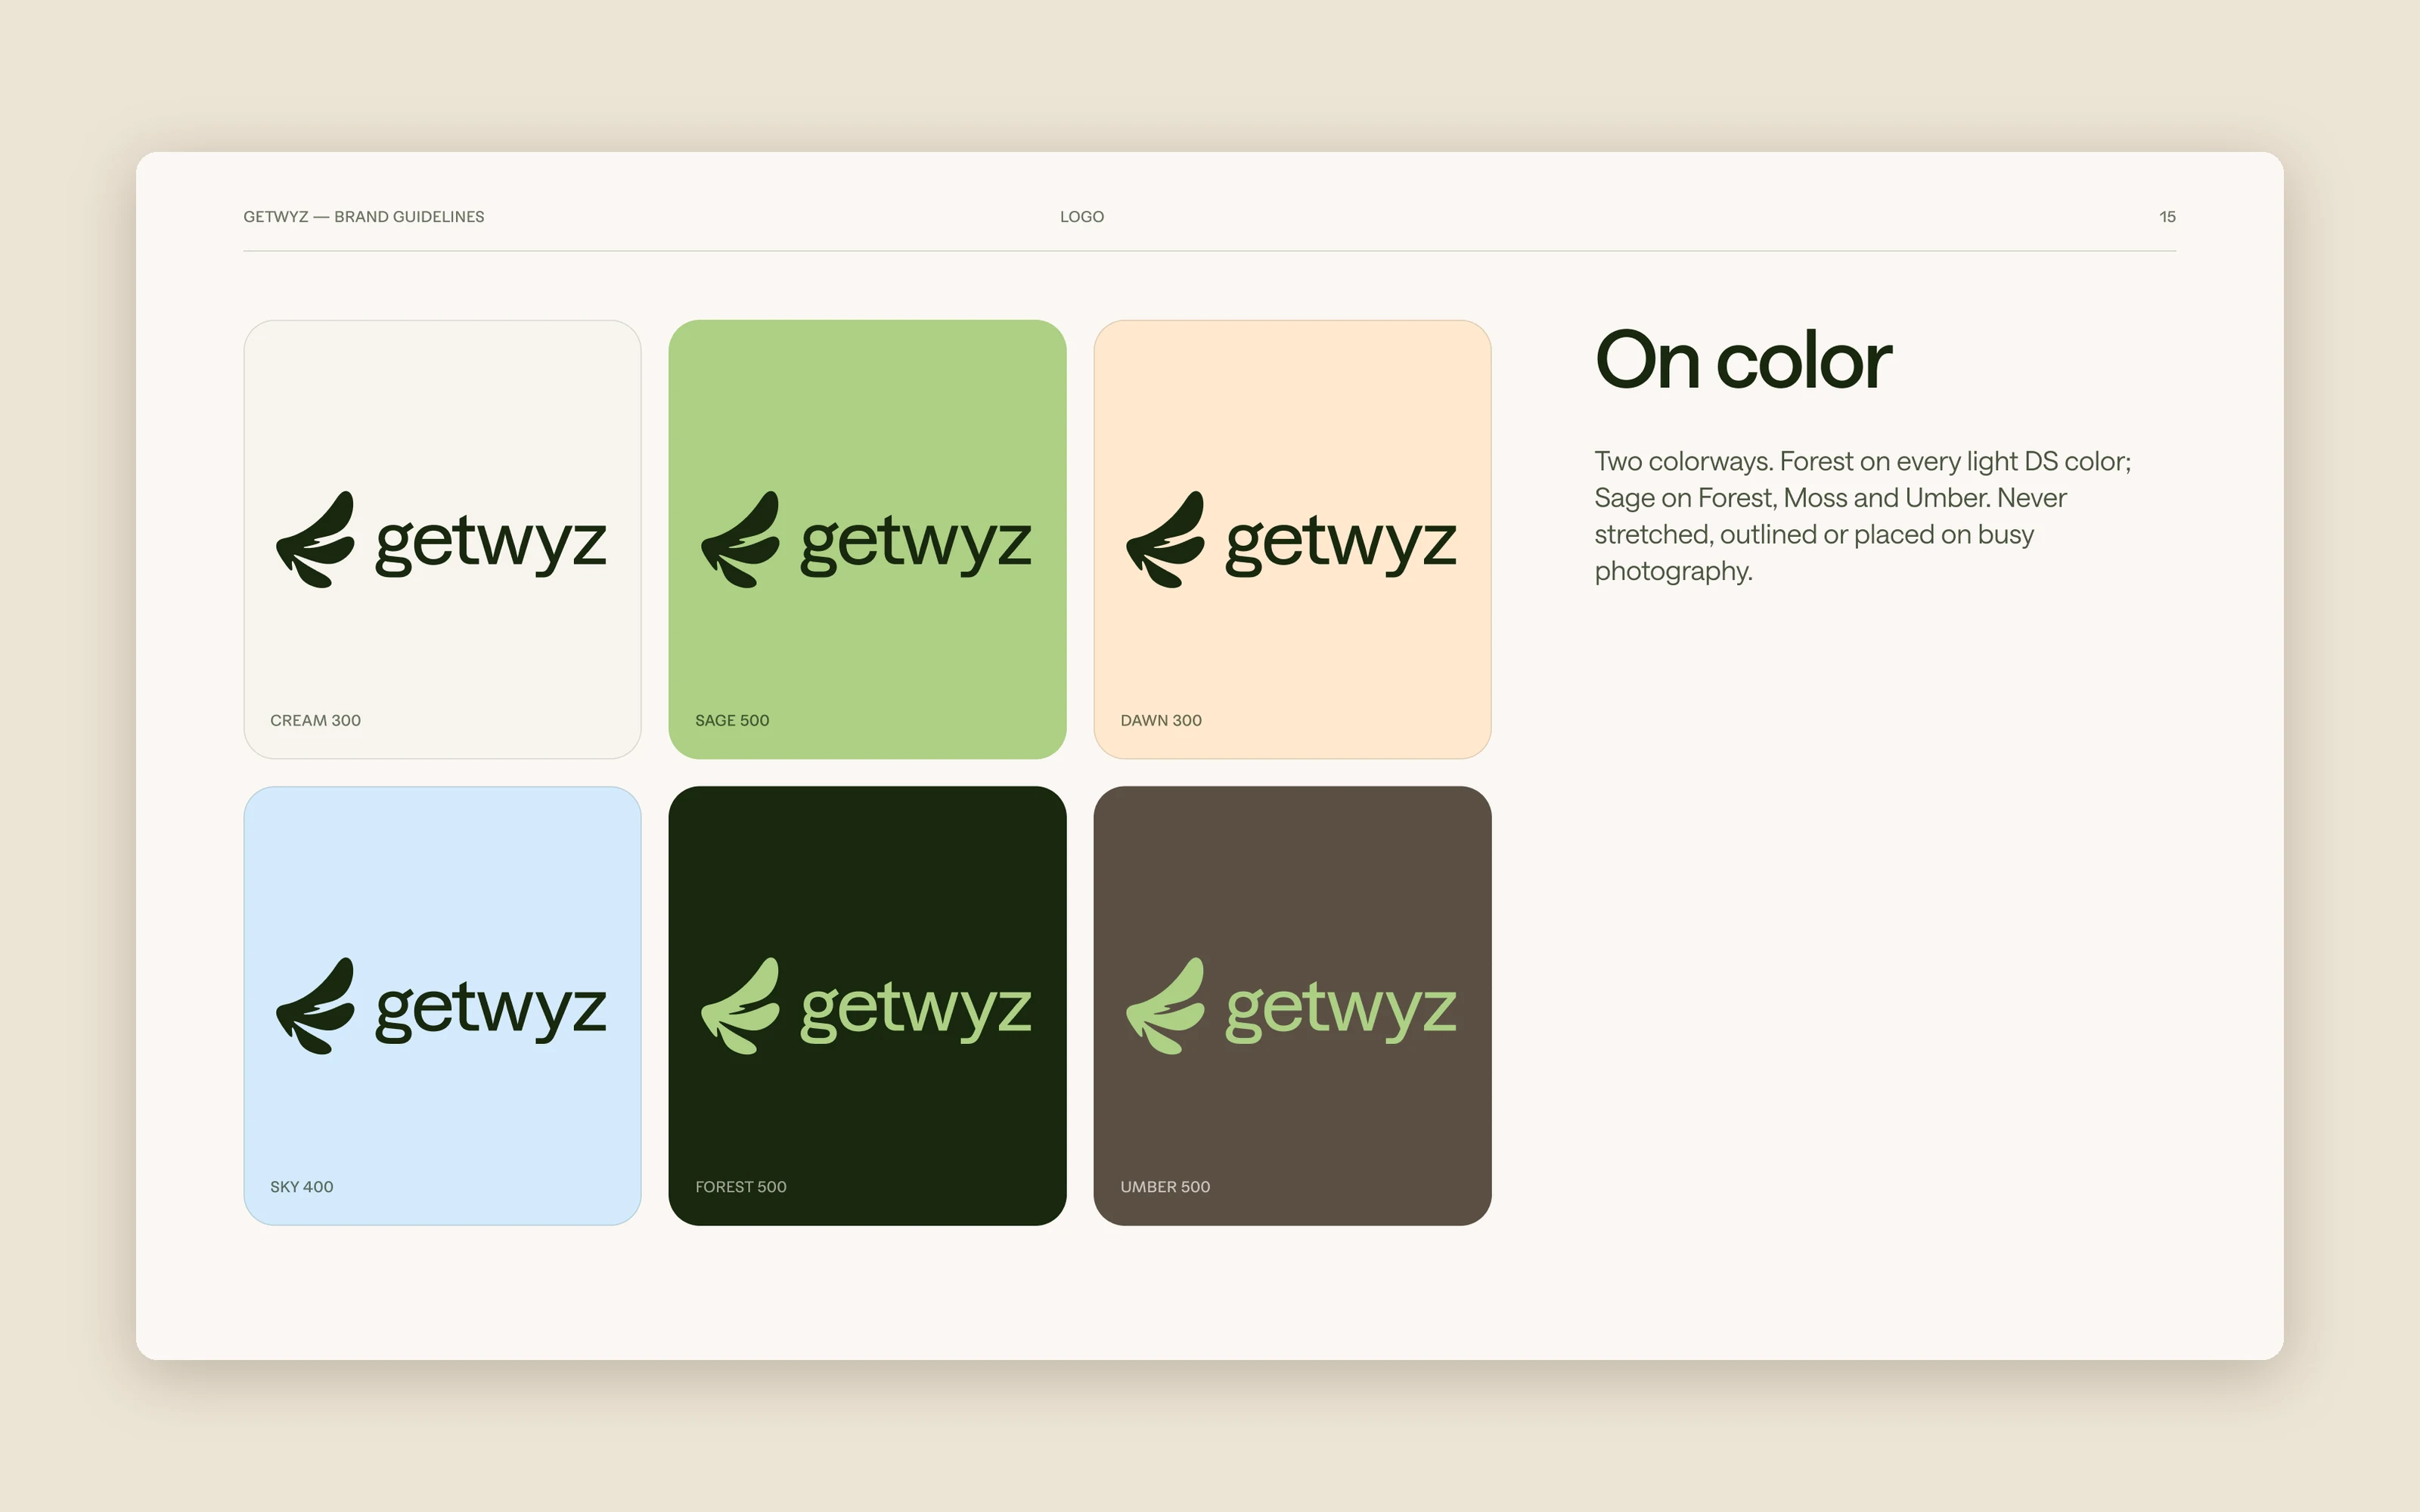 GETWYZ — BRAND GUIDELINES
LOGO
15
getwyz
CREAM 300
getwyz
SAGE 500
getwyz
DAWN 300
getwyz
SKY 400
getwyz
FOREST 500
getwyz
UMBER 500
On color
Two colorways. Forest on every light DS color;
Sage on Forest, Moss and Umber. Never
stretched, outlined or placed on busy
photography.